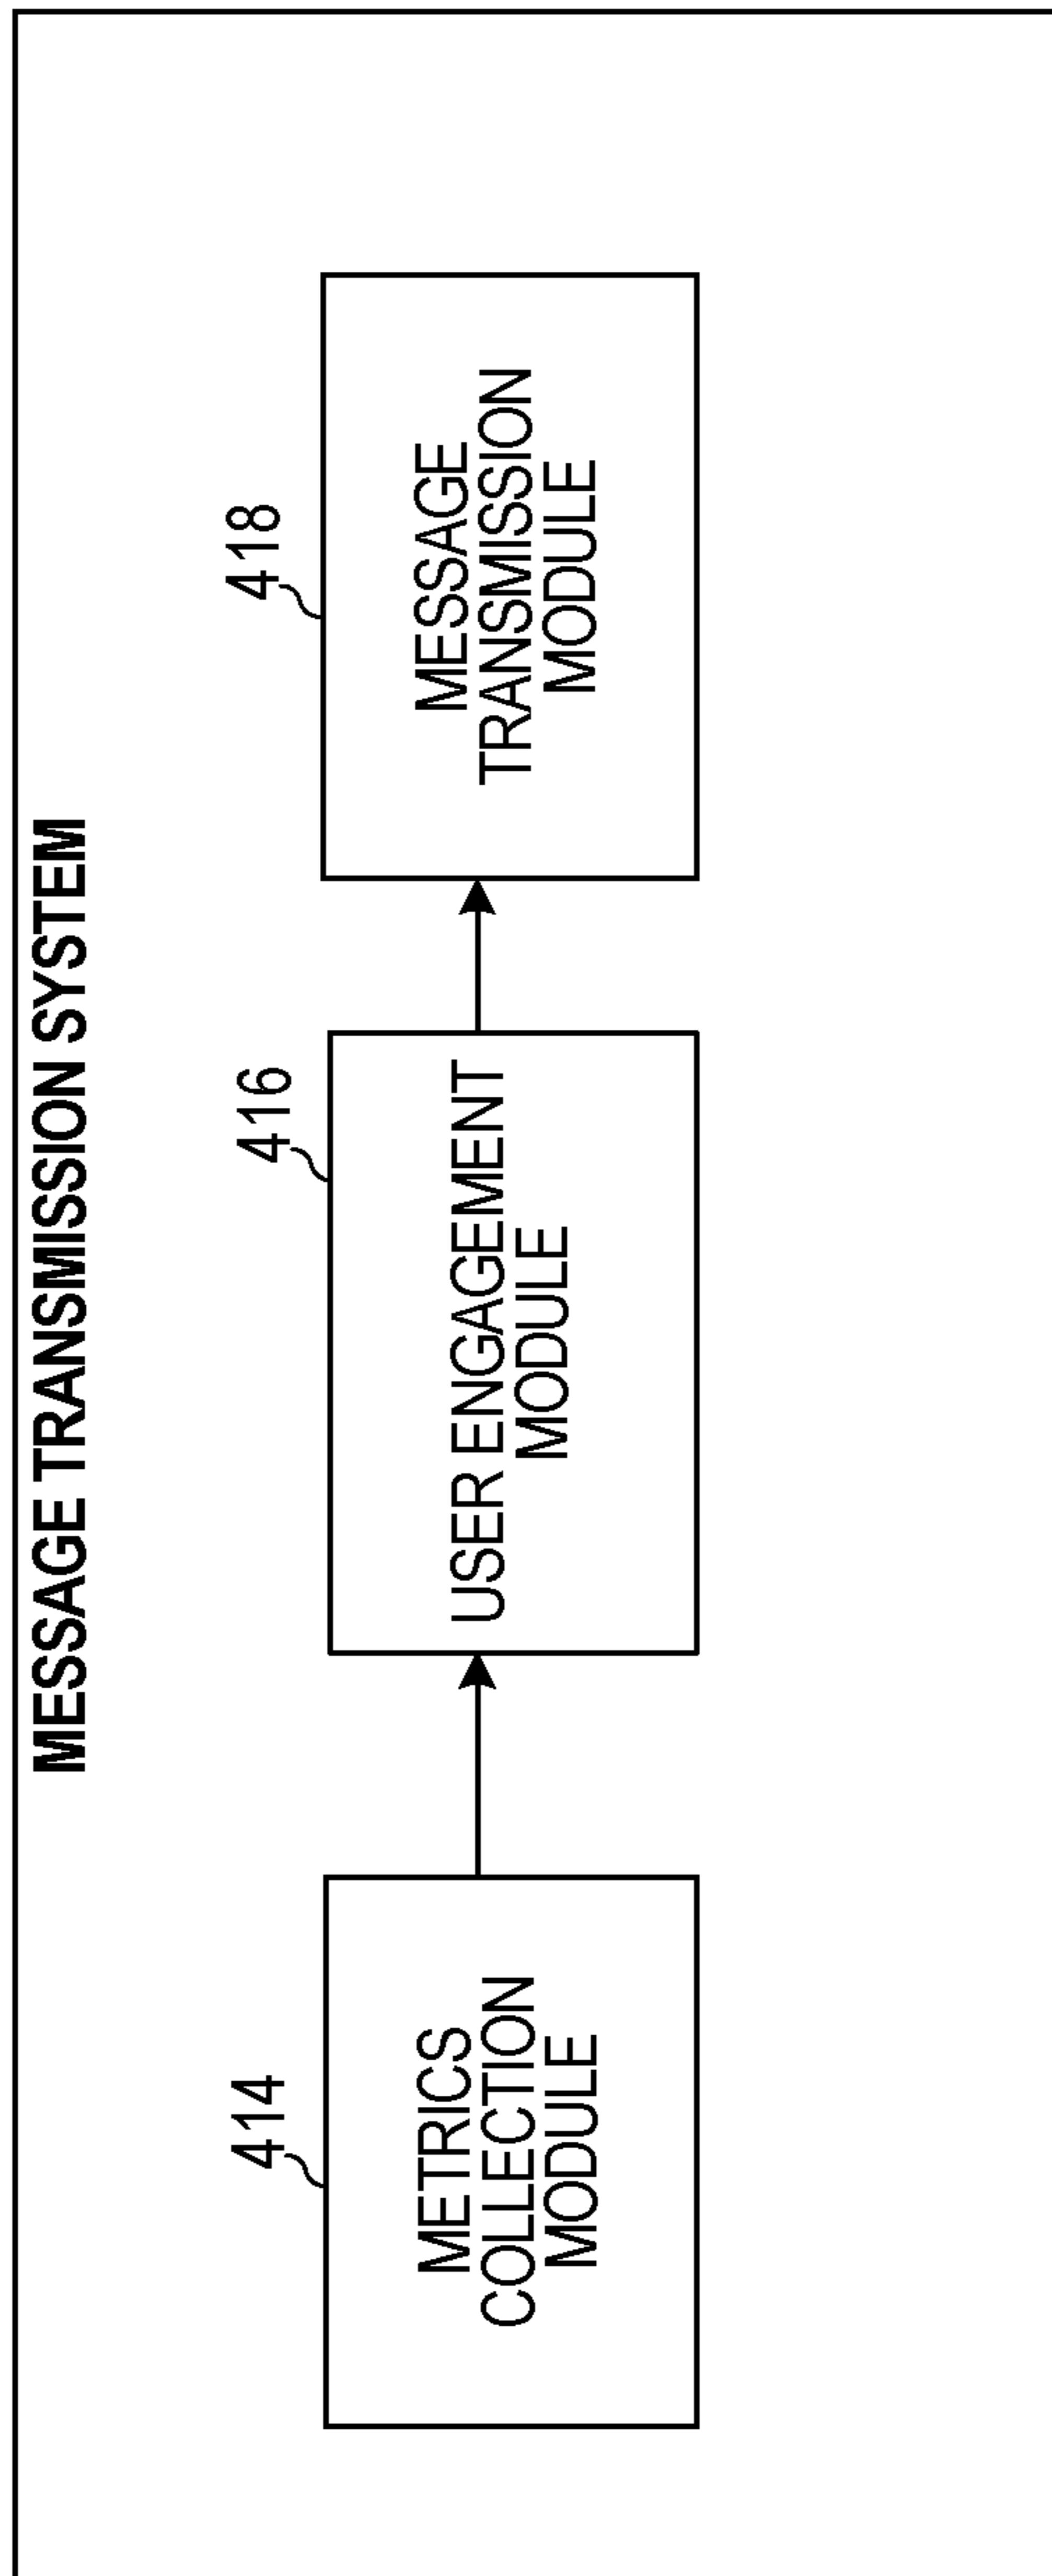 MESSAGE TRANSMISSION SYSTEM
414
METRICS
COLLECTION
MODULE
416
USER ENGAGEMENT
MODULE
418
MESSAGE
TRANSMISSION
MODULE